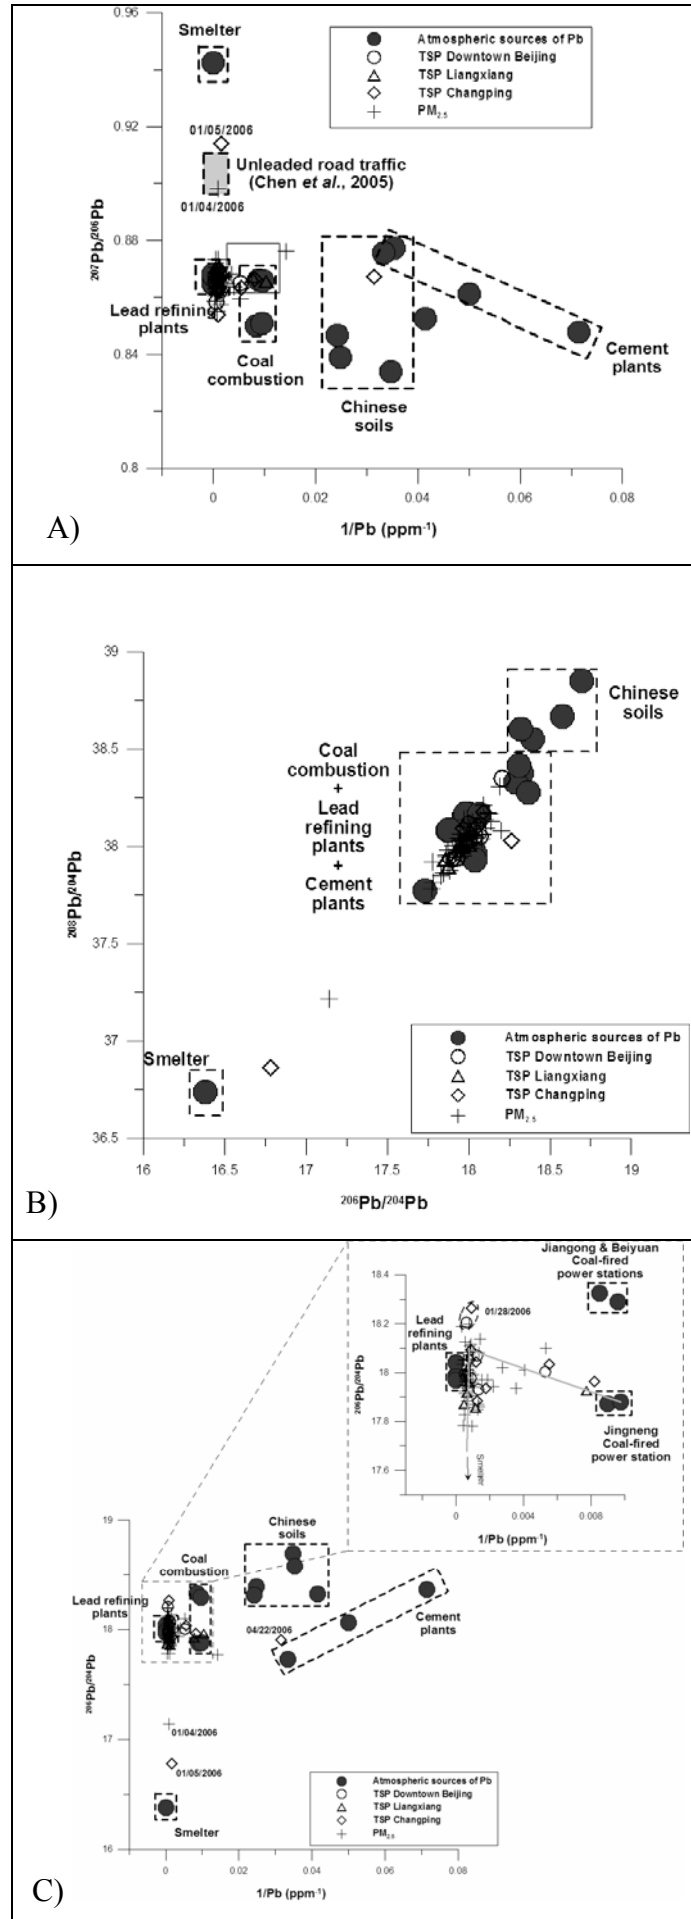 0.96
Smelter
Atmospheric sources of Pb
TSP Downtown Beijing
TSP Liangxiang
TSP Changping
PM2.5
0.92
01/05/2006
Unleaded road traffic
(Chen et al., 2005)
01/04/2006
207Pb/206Pb
0.88
Lead refining
plants
0.84
Coal
combustion
Cement
plants
Chinese
soils
0.8
0 0.02 0.04 0.06 0.08
1/Pb (ppm-1)
A)
39
Chinese
soils
38.5
Coal
combustion
+
Lead
refining
plants
+
Cement
plants
38
208Pb/204Pb
37.5
37
Smelter
Atmospheric sources of Pb
TSP Downtown Beijing
TSP Liangxiang
TSP Changping
PM2.5
36.5
16 16.5 17 17.5 18 18.5 19
206Pb/204Pb
B)
Jiangong & Beiyuan
Coal-fired
power stations
18.4
01/28/2006
Lead
refining
plants
18.2
206Pb/204Pb
18
17.8
Jingneng
Coal-fired
power station
Smelter
17.6
0 0.004 0.008
1/Pb (ppm-1)
19
Chinese
soils
Coal
combustion
Lead refining
plants
18
04/22/2006
Cement
plants
206Pb/204Pb
17
01/04/2006
01/05/2006
Smelter
Atmospheric sources of Pb
TSP Downtown Beijing
TSP Liangxiang
TSP Changping
PM2.5
16
0 0.02 0.04 0.06 0.08
1/Pb (ppm-1)
C)